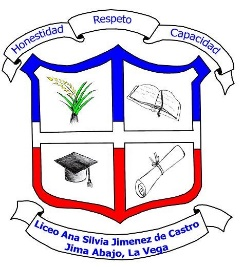 Honestidad
Respeto
Capacidad
Liceo Ana Silvia Jimenez de Castro
Jima Abajo, La Vega